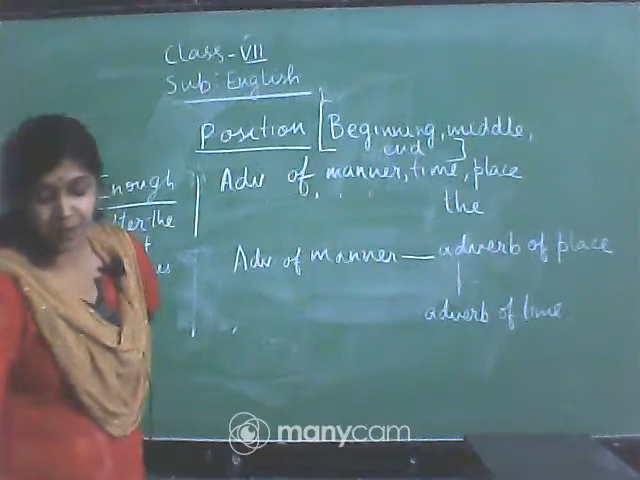 Class-VII
Sub: English
Position [Beginning, middle,
end ]
Adv of manner, time, place
the
Enough
Adv of manner — adverb of place
adverb of time
manycam